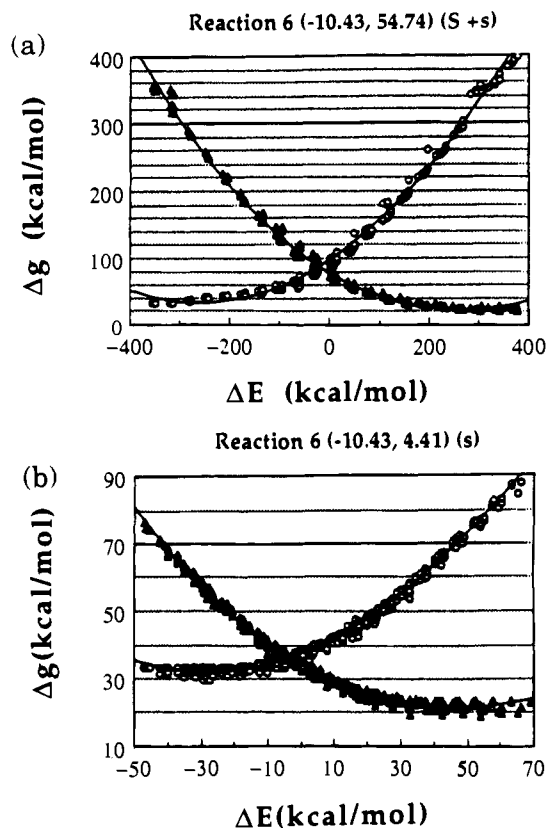 Reaction 6 (-10.43, 54.74) (S +s)
(a)
Δg (kcal/mol)
400
300
200
100
0
-400 -200 0 200 400
ΔE (kcal/mol)
Reaction 6 (-10.43, 4.41) (s)
(b)
Δg(kcal/mol)
90
70
50
30
10
-50 -30 -10 10 30 50 70
ΔE(kcal/mol)